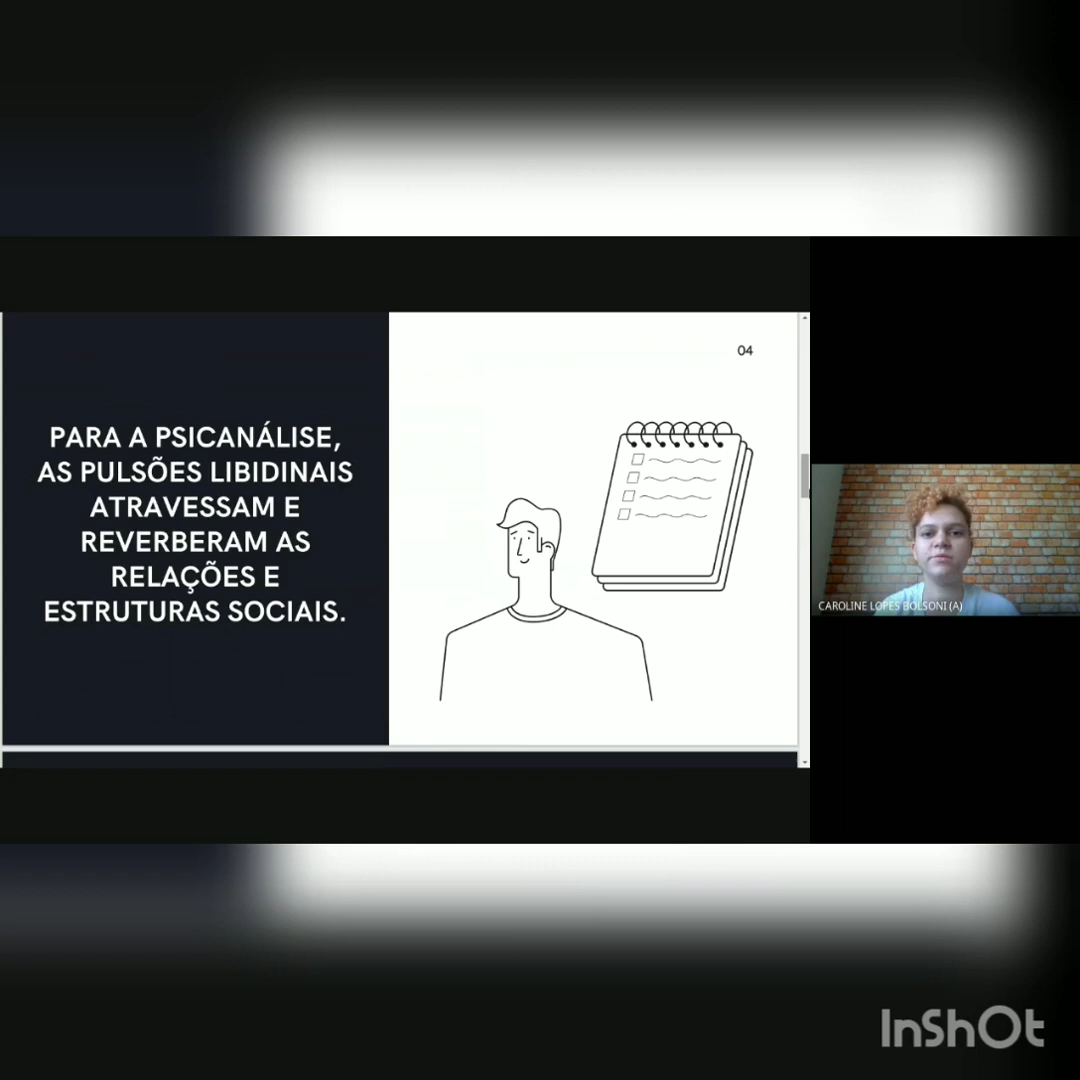 04
PARA A PSICANÁLISE,
AS PULSÕES LIBIDINAIS
ATRAVESSAM E
REVERBERAM AS
RELAÇÕES E
ESTRUTURAS SOCIAIS.
CAROLINE LOPES BOLSONI (A)
InShOt